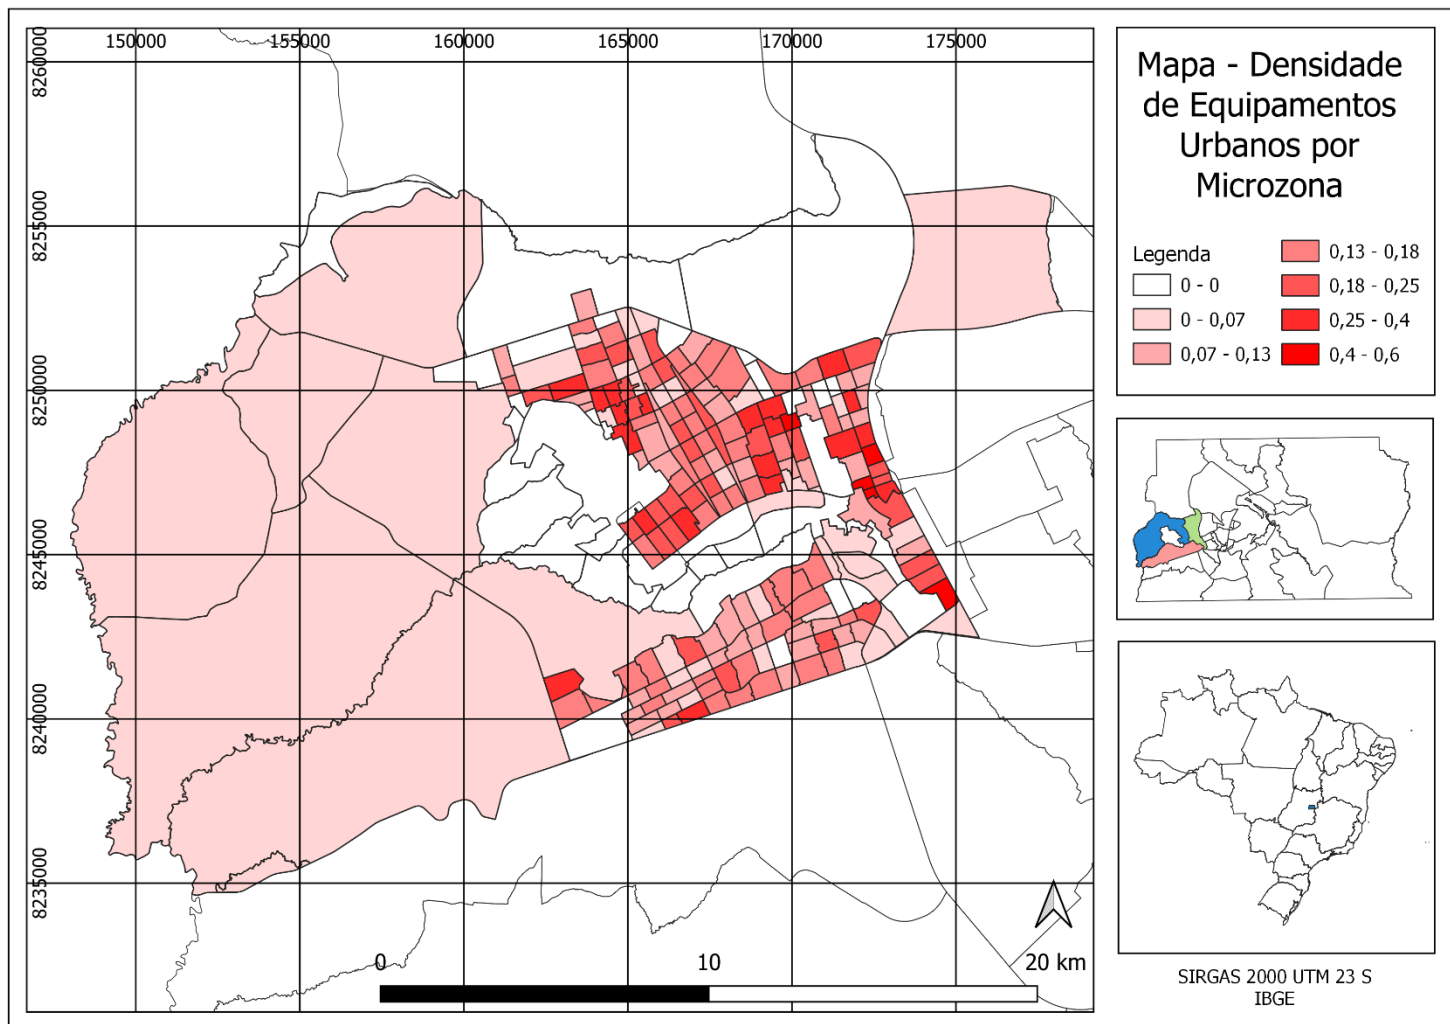 150000
155000
160000
165000
170000
175000
8260000
8255000
8250000
8245000
8240000
8235000
0
10
20 km
Mapa - Densidade
de Equipamentos
Urbanos por
Microzona
Legenda
0 - 0
0 - 0,07
0,07 - 0,13
0,13 - 0,18
0,18 - 0,25
0,25 - 0,4
0,4 - 0,6
SIRGAS 2000 UTM 23 S
IBGE